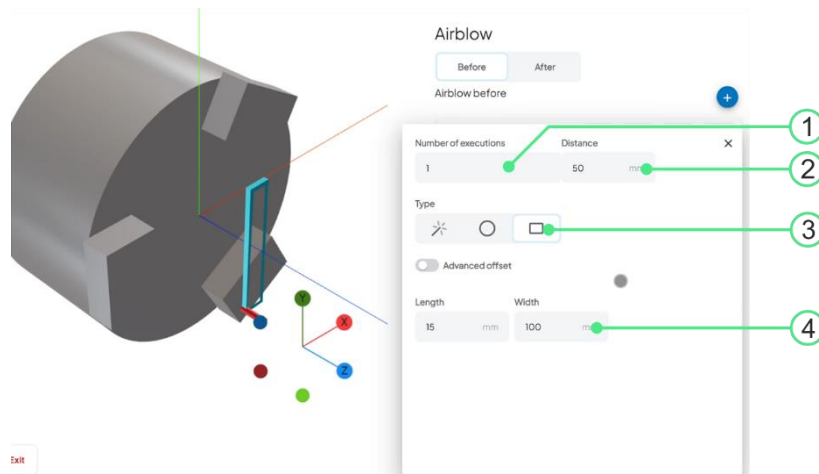 Airblow
Before After
Airblow before
Number of executions Distance
1 50 mm
Type
Advanced offset
Length Width
15 mm 100
Y
X
Z
Exit
1
2
3
4